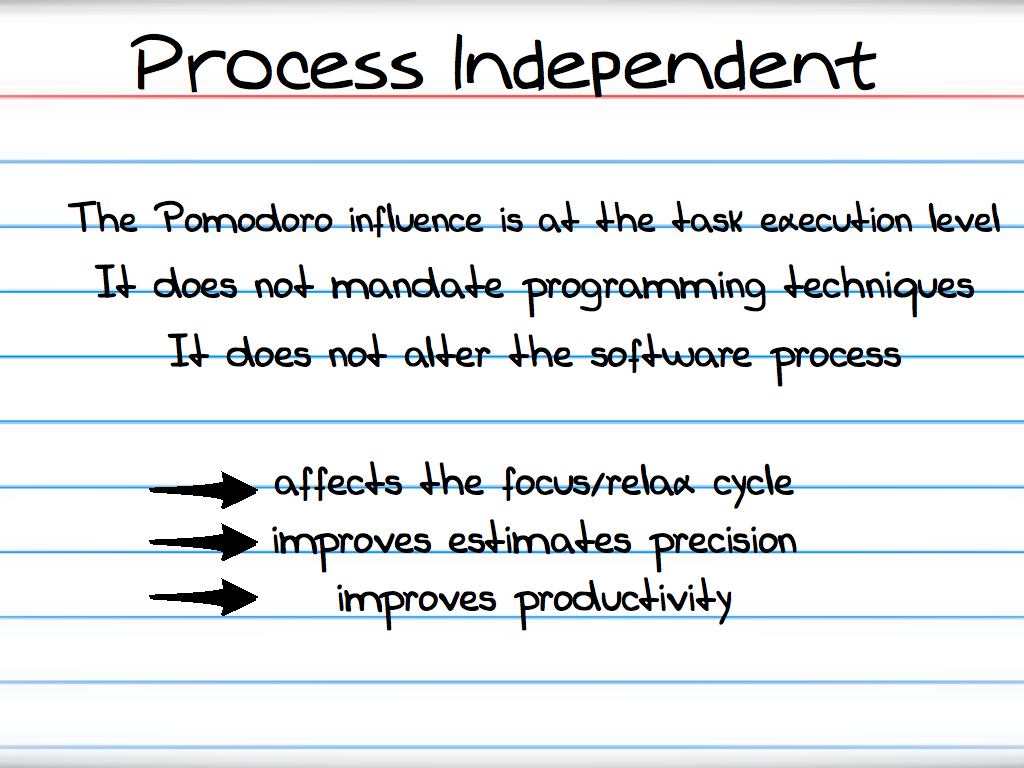 Process Independent
The Pomodoro influence is at the task execution level
It does not mandate programming techniques
It does not alter the software process
affects the focus/relax cycle
improves estimates precision
improves productivity